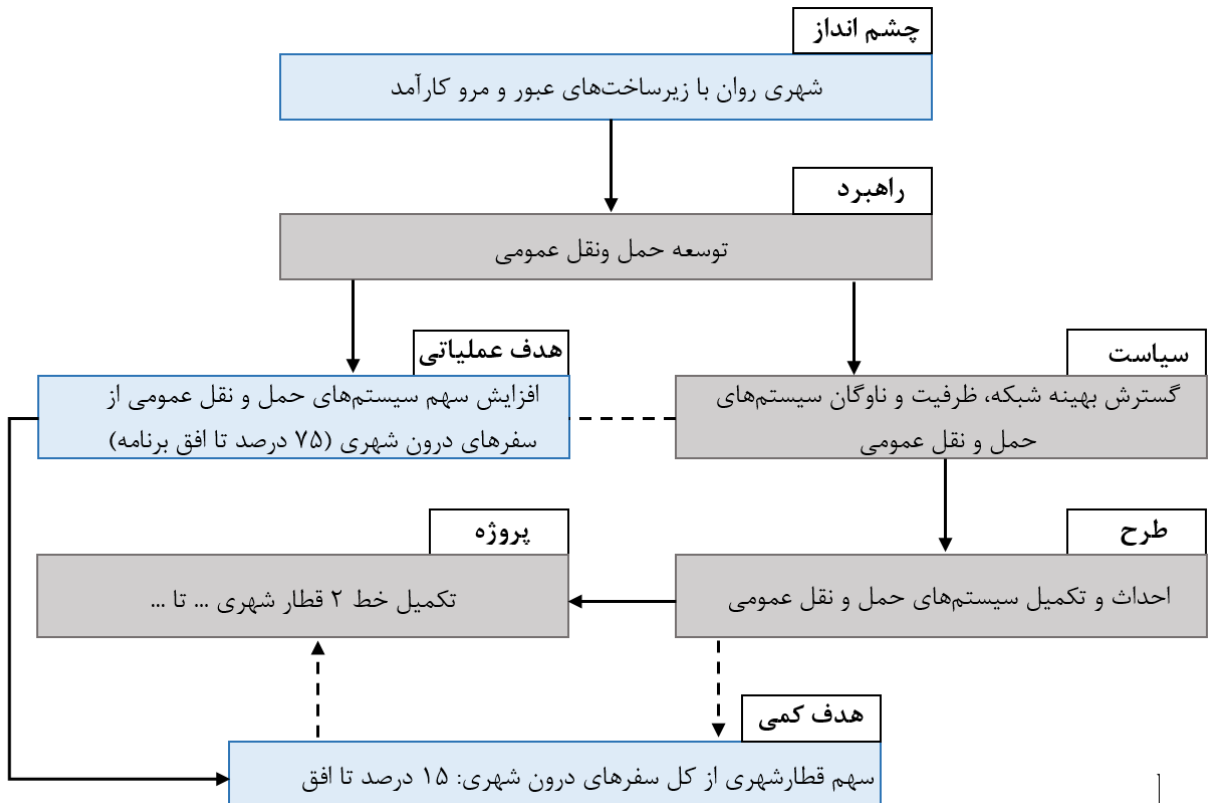 چشم انداز
شهری روان با زیرساخت‌های عبور و مرو کارآمد
راهبرد
توسعه حمل ونقل عمومی
سیاست
گسترش بهینه شبکه، ظرفیت و ناوگان سیستم‌های
حمل و نقل عمومی
هدف عملیاتی
افزایش سهم سیستم‌های حمل و نقل عمومی از
سفرهای درون شهری (۷۵ درصد تا افق برنامه)
طرح
احداث و تکمیل سیستم‌های حمل و نقل عمومی
پروژه
تکمیل خط ۲ قطار شهری ... تا ...
هدف کمی
سهم قطارشهری از کل سفرهای درون شهری: ۱۵ درصد تا افق